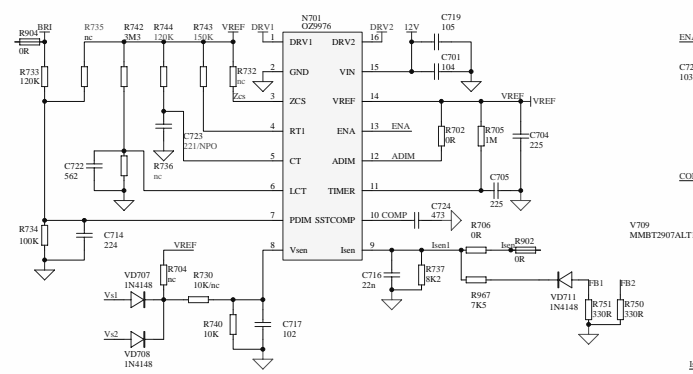 R904
BRI
0R
R735
nc
R742
3M3
R744
120K
R743
150K
VREF
DRV1
N701
OZ9976
DRV2
12V
C719
105
ENA
R733
120K
R732
nc
Zcs
1 DRV1 DRV2 16
2 GND VIN 15
3 ZCS VREF 14
4 RT1 ENA 13 ENA
5 CT ADIM 12 ADIM
6 LCT TIMER 11
7 PDIM SSTCOMP 10 COMP
8 Vsen Isen 9
C701
104
C72
103
VREF
VREF
C723
221/NPO
R702
0R
R705
1M
C704
225
C722
562
R736
nc
C705
225
COM
R734
100K
C714
224
C724
473
R706
0R
R902
0R
V709
MMBT2907ALT
VREF
R704
nc
R730
10K/nc
Isen1
Isen
VD707
1N4148
Vs1
C716
22n
R737
8K2
R967
7K5
VD711
1N4148
FB1
FB2
R751
330R
R750
330R
R740
10K
C717
102
Vs2
VD708
1N4148